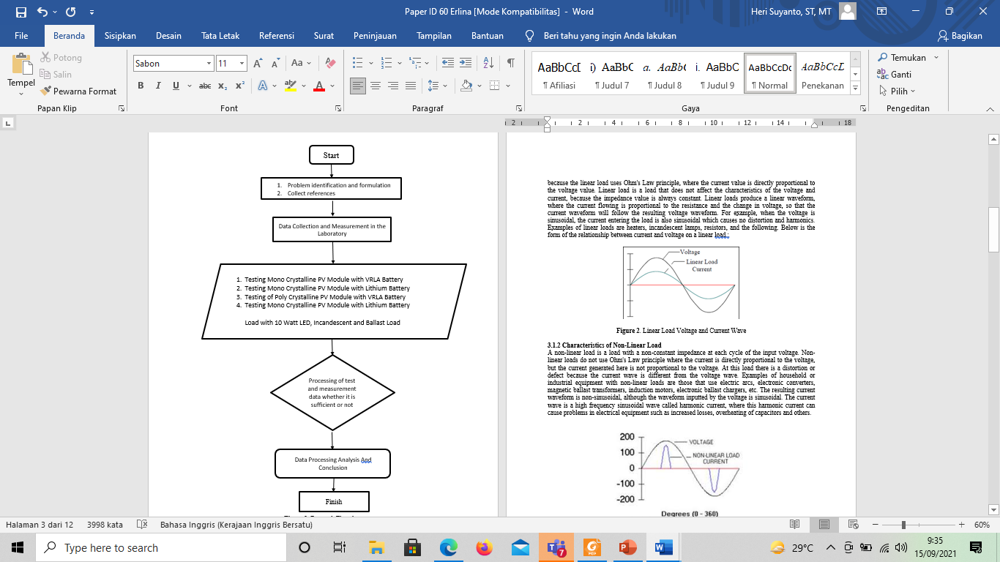 Paper ID 60 Erlina [Mode Kompatibilitas] - Word
Heri Suyanto, ST, MT
File Beranda Sisipkan Desain Tata Letak Referensi Surat Peninjauan Tampilan Bantuan Beri tahu yang ingin Anda lakukan Bagikan
Tempel
Potong
Salin
Pewarna Format
Papan Klip
Sabon 11
Font
Paragraf
AaBbCcD i) AaBbC a. AaBb( i. AaBbC AaBbCcDc AaBbCcD
¶ Afiliasi ¶ Judul 7 ¶ Judul 8 ¶ Judul 9 ¶ Normal Penekanan
Gaya
Temukan
Ganti
Pilih
Pengeditan
2 2 4 6 8 10 12 14 18
Start
1. Problem identification and formulation
2. Collect references
Data Collection and Measurement in the
Laboratory
1. Testing Mono Crystalline PV Module with VRLA Battery
2. Testing Mono Crystalline PV Module with Lithium Battery
3. Testing of Poly Crystalline PV Module with VRLA Battery
4. Testing Mono Crystalline PV Module with Lithium Battery
Load with 10 Watt LED, Incandescent and Ballast Load
Processing of test
and measurement
data whether it is
sufficient or not
Data Processing Analysis And
Conclusion
Finish
because the linear load uses Ohm's Law principle, where the current value is directly proportional to
the voltage value. Linear load is a load that does not affect the characteristics of the voltage and
current, because the impedance value is always constant. Linear loads produce a linear waveform,
where the current flowing is proportional to the resistance and the change in voltage, so that the
current waveform will follow the resulting voltage waveform. For example, when the voltage is
sinusoidal, the current entering the load is also sinusoidal which causes no distortion and harmonics.
Examples of linear loads are heaters, incandescent lamps, resistors, and the following. Below is the
form of the relationship between current and voltage on a linear load.:
Voltage
Linear Load
Current
Figure 2. Linear Load Voltage and Current Wave
3.1.2 Characteristics of Non-Linear Load
A non-linear load is a load with a non-constant impedance at each cycle of the input voltage. Non-
linear loads do not use Ohm's Law principle where the current is directly proportional to the voltage,
but the current generated here is not proportional to the voltage. At this load there is a distortion or
defect because the current wave is different from the voltage wave. Examples of household or
industrial equipment with non-linear loads are those that use electric arcs, electronic converters,
magnetic ballast transformers, induction motors, electronic ballast chargers, etc. The resulting current
waveform is non-sinusoidal, although the waveform inputted by the voltage is sinusoidal. The current
wave is a high frequency sinusoidal wave called harmonic current, where this harmonic current can
cause problems in electrical equipment such as increased losses, overheating of capacitors and others.
200
100
0
-100
-200
VOLTAGE
NON-LINEAR LOAD
CURRENT
Degrees (0 - 360)
Halaman 3 dari 12 3998 kata Bahasa Inggris (Kerajaan Inggris Bersatu) 60%
Type here to search
7
29°C
9:35
15/09/2021